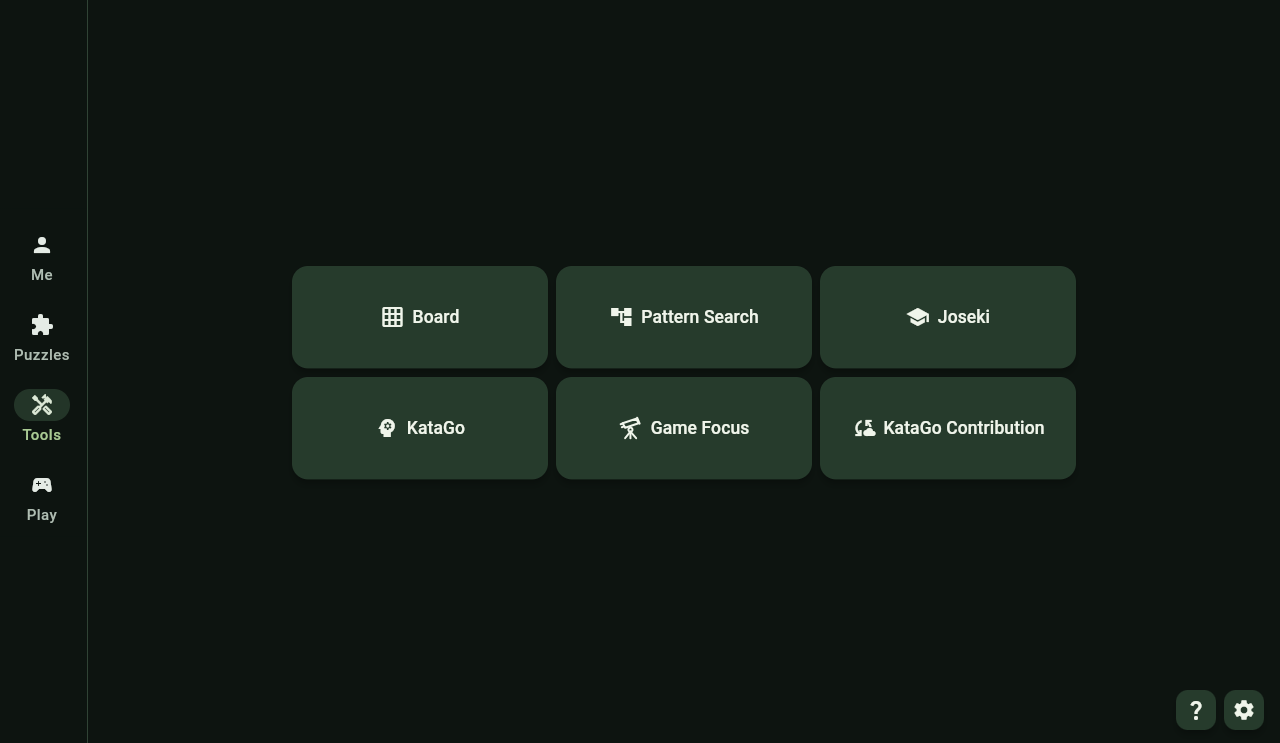 Me
Puzzles
Tools
Play
Board
Pattern Search
Joseki
KataGo
Game Focus
KataGo Contribution
?